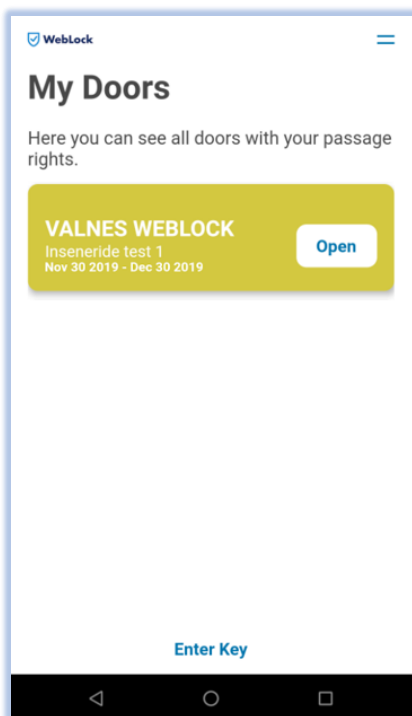 WebLock
My Doors
Here you can see all doors with your passage
rights.
VALNES WEBLOCK
Inseneride test 1
Nov 30 2019 - Dec 30 2019
Open
Enter Key